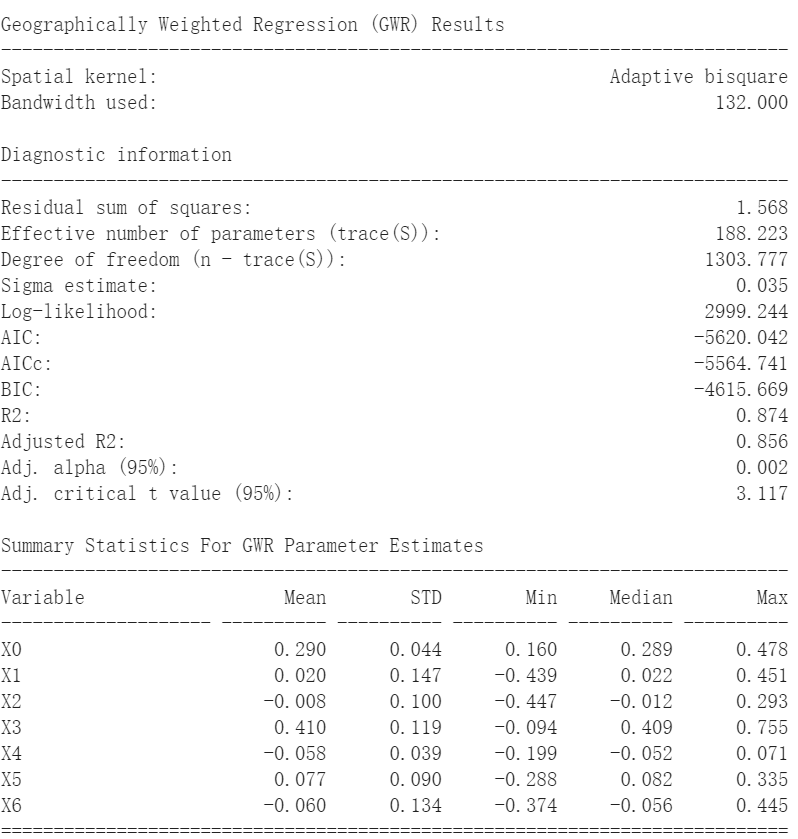 Geographically Weighted Regression (GWR) Results
---------------------------------------------------------------------------
Spatial kernel: Adaptive bisquare
Bandwidth used: 132.000
Diagnostic information
---------------------------------------------------------------------------
Residual sum of squares: 1.568
Effective number of parameters (trace(S)): 188.223
Degree of freedom (n - trace(S)): 1303.777
Sigma estimate: 0.035
Log-likelihood: 2999.244
AIC: -5620.042
AICc: -5564.741
BIC: -4615.669
R2: 0.874
Adjusted R2: 0.856
Adj. alpha (95%): 0.002
Adj. critical t value (95%): 3.117
Summary Statistics For GWR Parameter Estimates
---------------------------------------------------------------------------
Variable Mean STD Min Median Max
-------------------- ---------- ---------- ---------- ---------- ----------
X0 0.290 0.044 0.160 0.289 0.478
X1 0.020 0.147 -0.439 0.022 0.451
X2 -0.008 0.100 -0.447 -0.012 0.293
X3 0.410 0.119 -0.094 0.409 0.755
X4 -0.058 0.039 -0.199 -0.052 0.071
X5 0.077 0.090 -0.288 0.082 0.335
X6 -0.060 0.134 -0.374 -0.056 0.445
===========================================================================